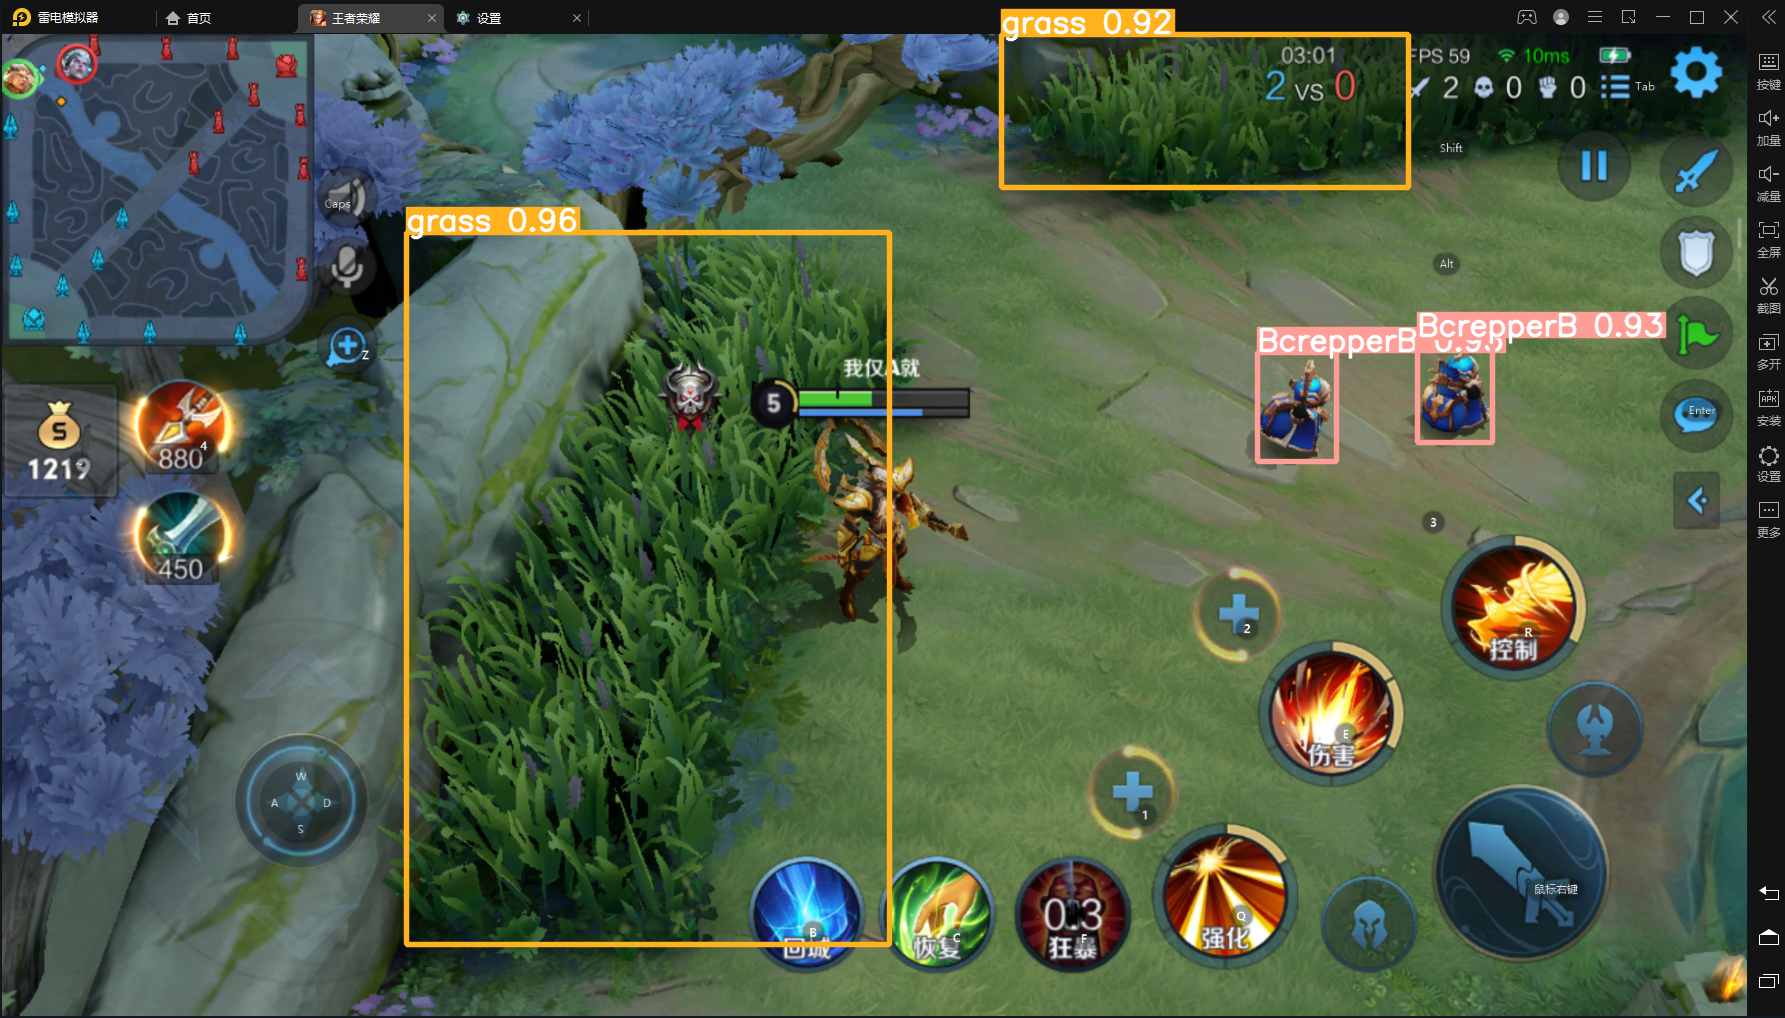 雷电模拟器
首页
王者荣耀
设置
grass 0.92
03:01
FPS 59
10ms
2 VS 0
2
0
0
Tab
按键
加量
减量
全屏
截图
多开
安装
设置
更多
Shift
Caps
grass 0.96
Alt
Z
BcrepperB
BcrepperB 0.93
我仅A就
5
Enter
4
880
1219
450
3
2
R
控制
E
伤害
W
A
D
S
1
鼠标右键
B
回城
C
恢复
0.3
F
狂暴
Q
强化